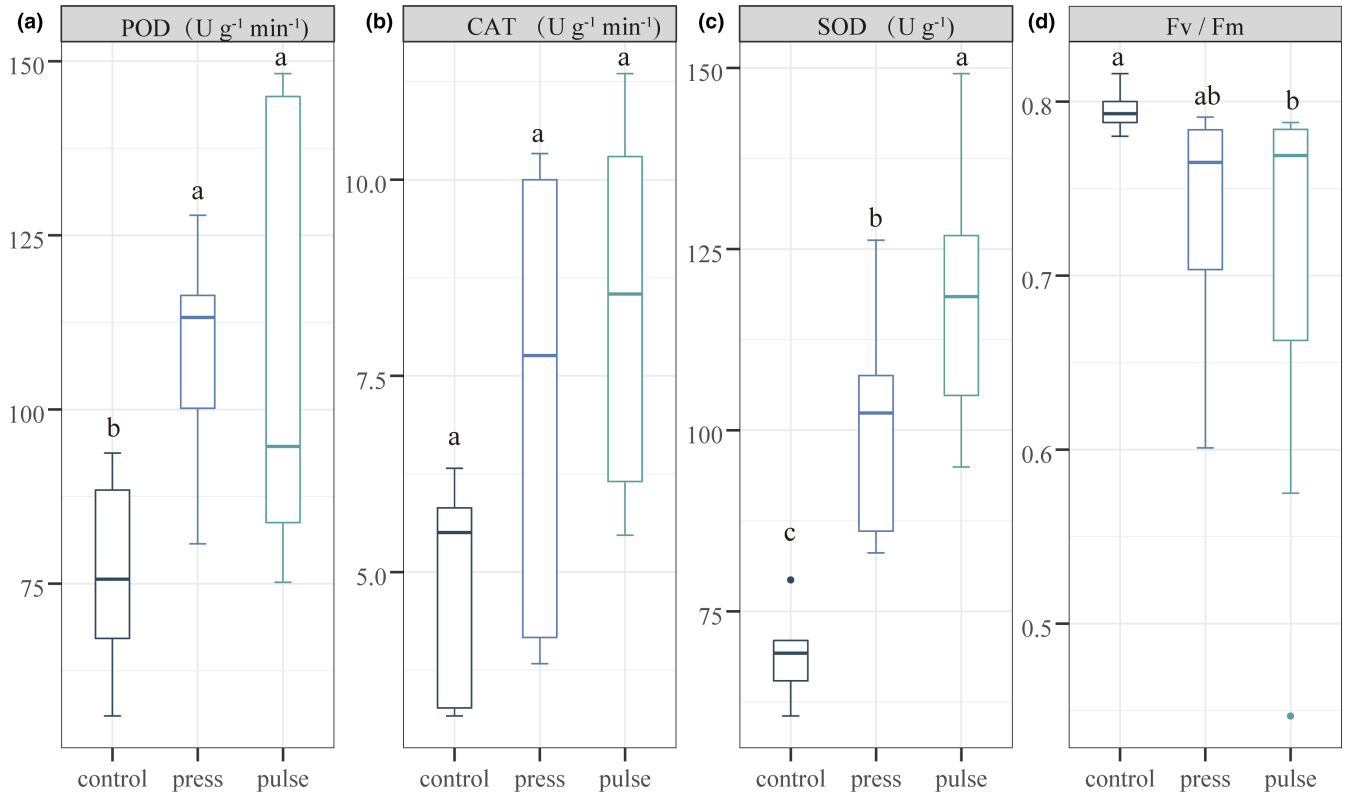 (a) POD (U g⁻¹ min⁻¹)
150
125
100
75
b
a
a
control press pulse
(b) CAT (U g⁻¹ min⁻¹)
10.0
7.5
5.0
a
a
a
control press pulse
(c) SOD (U g⁻¹)
150
125
100
75
c
b
a
control press pulse
(d) Fv / Fm
0.8
0.7
0.6
0.5
a
ab
b
control press pulse